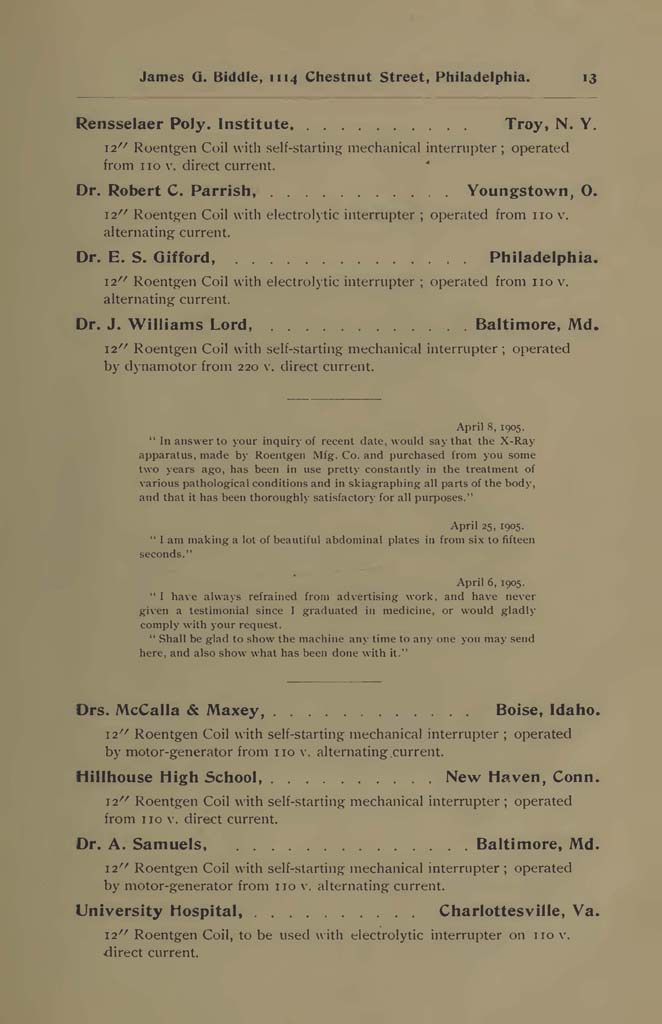 James G. Biddle, 1114 Chestnut Street, Philadelphia. 13
Rensselaer Poly. Institute, . . . . . . . . . . Troy, N. Y.
12″ Roentgen Coil with self-starting mechanical interrupter ; operated
from 110 v. direct current.
Dr. Robert C. Parrish, . . . . . . . . . . . Youngstown, O.
12″ Roentgen Coil with electrolytic interrupter ; operated from 110 v.
alternating current.
Dr. E. S. Gifford, . . . . . . . . . . . . . . Philadelphia.
12″ Roentgen Coil with electrolytic interrupter ; operated from 110 v.
alternating current.
Dr. J. Williams Lord, . . . . . . . . . . . . Baltimore, Md.
12″ Roentgen Coil with self-starting mechanical interrupter ; operated
by dynamotor from 220 v. direct current.
April 8, 1905.
“ In answer to your inquiry of recent date, would say that the X-Ray
apparatus, made by Roentgen Mfg. Co. and purchased from you some
two years ago, has been in use pretty constantly in the treatment of
various pathological conditions and in skiagraphing all parts of the body,
and that it has been thoroughly satisfactory for all purposes.”
April 25, 1905.
“ I am making a lot of beautiful abdominal plates in from six to fifteen
seconds.”
April 6, 1905.
“ I have always refrained from advertising work, and have never
given a testimonial since I graduated in medicine, or would gladly
comply with your request.
“ Shall be glad to show the machine any time to any one you may send
here, and also show what has been done with it.”
Drs. McCalla & Maxey, . . . . . . . . . . . . Boise, Idaho.
12″ Roentgen Coil with self-starting mechanical interrupter ; operated
by motor-generator from 110 v. alternating current.
Hillhouse High School, . . . . . . . . . . New Haven, Conn.
12″ Roentgen Coil with self-starting mechanical interrupter ; operated
from 110 v. direct current.
Dr. A. Samuels, . . . . . . . . . . . . . . Baltimore, Md.
12″ Roentgen Coil with self-starting mechanical interrupter ; operated
by motor-generator from 110 v. alternating current.
University Hospital, . . . . . . . . . . Charlottesville, Va.
12″ Roentgen Coil, to be used with electrolytic interrupter on 110 v.
direct current.